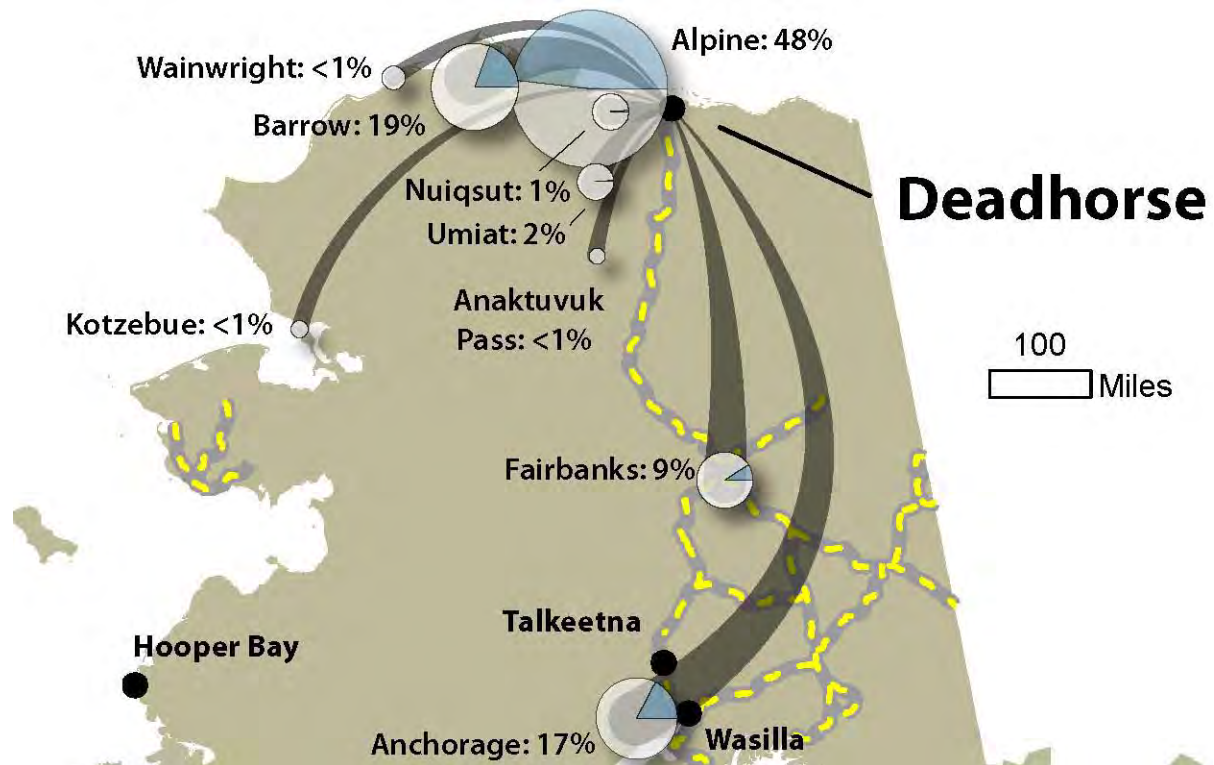 Alpine: 48%
Wainwright: <1%
Barrow: 19%
Nuiqsut: 1%
Deadhorse
Umiat: 2%
Anaktuvuk
Pass: <1%
Kotzebue: <1%
100
Miles
Fairbanks: 9%
Talkeetna
Hooper Bay
Anchorage: 17%
Wasilla